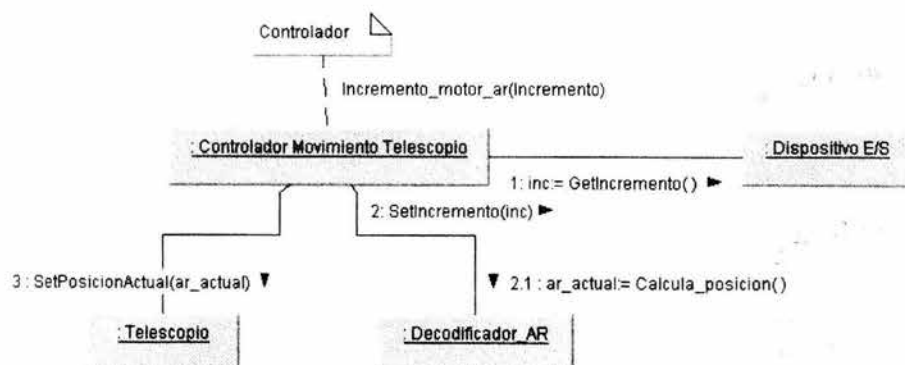 Controlador
Incremento_motor_ar(Incremento)
: Controlador Movimiento Telescopio
: Dispositivo E/S
1: inc:= GetIncremento()
2: SetIncremento(inc)
3 : SetPosicionActual(ar_actual)
2.1 : ar_actual:= Calcula_posicion()
: Telescopio
: Decodificador_AR